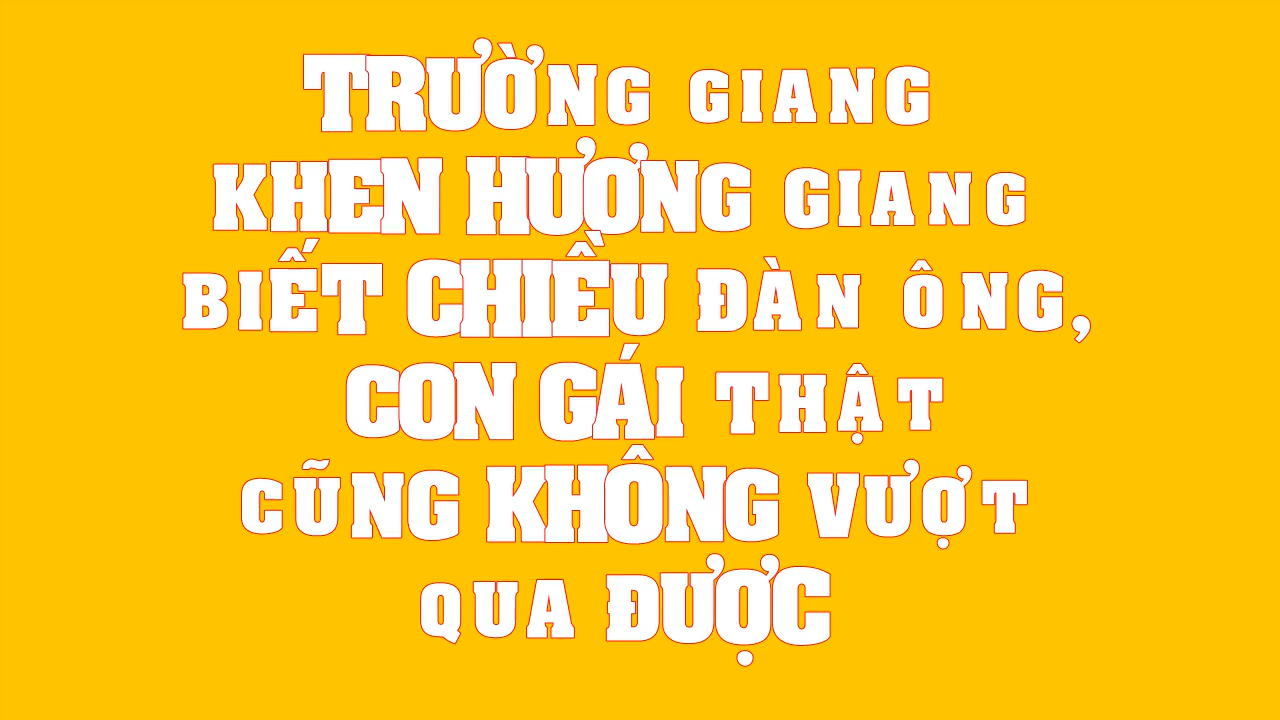 TRƯỜNG GIANG
KHEN HƯƠNG GIANG
BIẾT CHIỀU ĐÀN ÔNG,
CON GÁI THẬT
CŨNG KHÔNG VƯỢT
QUA ĐƯỢC